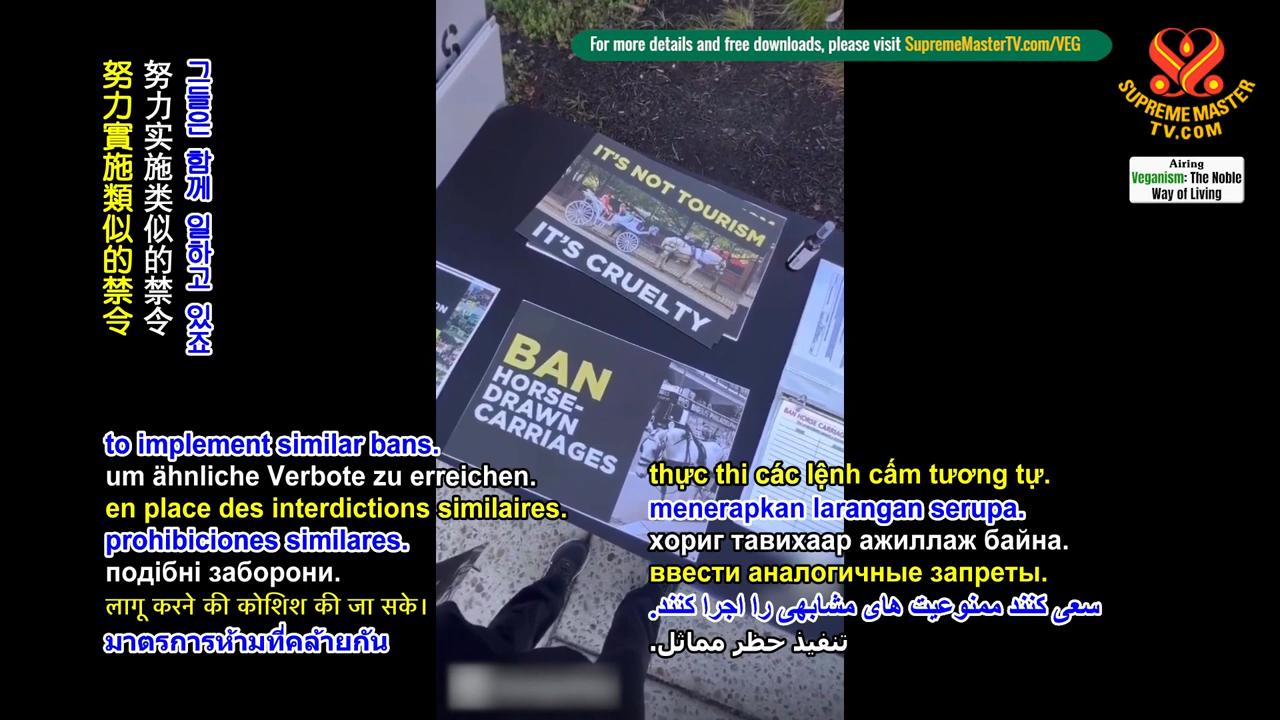 For more details and free downloads, please visit SupremeMasterTV.com/VEG
SUPREME MASTER
TV.COM
Airing
Veganism: The Noble
Way of Living
努力實施類似的禁令
努力实施类似的禁令
그들은 함께 일하고 있죠
IT'S NOT TOURISM
IT'S CRUELTY
BAN
HORSE-
DRAWN
CARRIAGES
BAN HORSE
to implement similar bans.
um ähnliche Verbote zu erreichen.
en place des interdictions similaires.
prohibiciones similares.
подібні заборони.
लागू करने की कोशिश की जा सके।
มาตรการห้ามที่คล้ายกัน
thực thi các lệnh cấm tương tự.
menerapkan larangan serupa.
хориг тавихаар ажиллаж байна.
ввести аналогичные запреты.
سعی کنند ممنوعیت های مشابهی را اجرا کنند.
تنفيذ حظر مماثل.